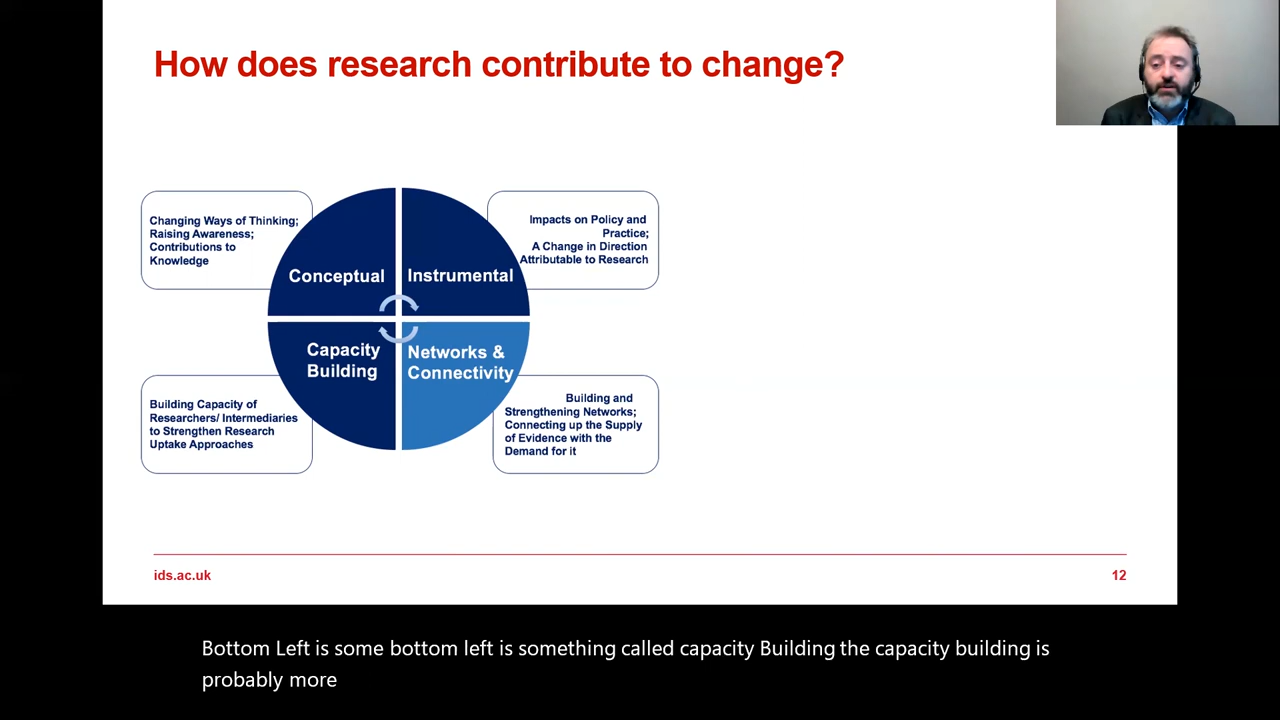 How does research contribute to change?
Changing Ways of Thinking;
Raising Awareness;
Contributions to
Knowledge
Conceptual
Instrumental
Impacts on Policy and
Practice;
A Change in Direction
Attributable to Research
Capacity
Building
Networks &
Connectivity
Building Capacity of
Researchers/ Intermediaries
to Strengthen Research
Uptake Approaches
Building and
Strengthening Networks;
Connecting up the Supply
of Evidence with the
Demand for it
ids.ac.uk
12
Bottom Left is some bottom left is something called capacity Building the capacity building is
probably more